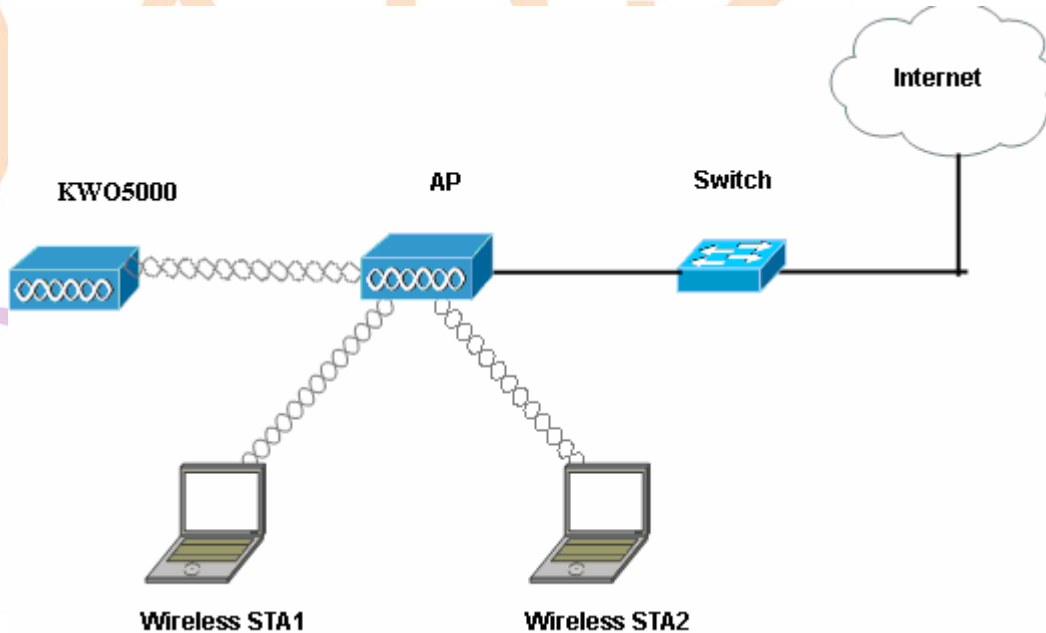 Internet
KWO5000
AP
Switch
Wireless STA1
Wireless STA2